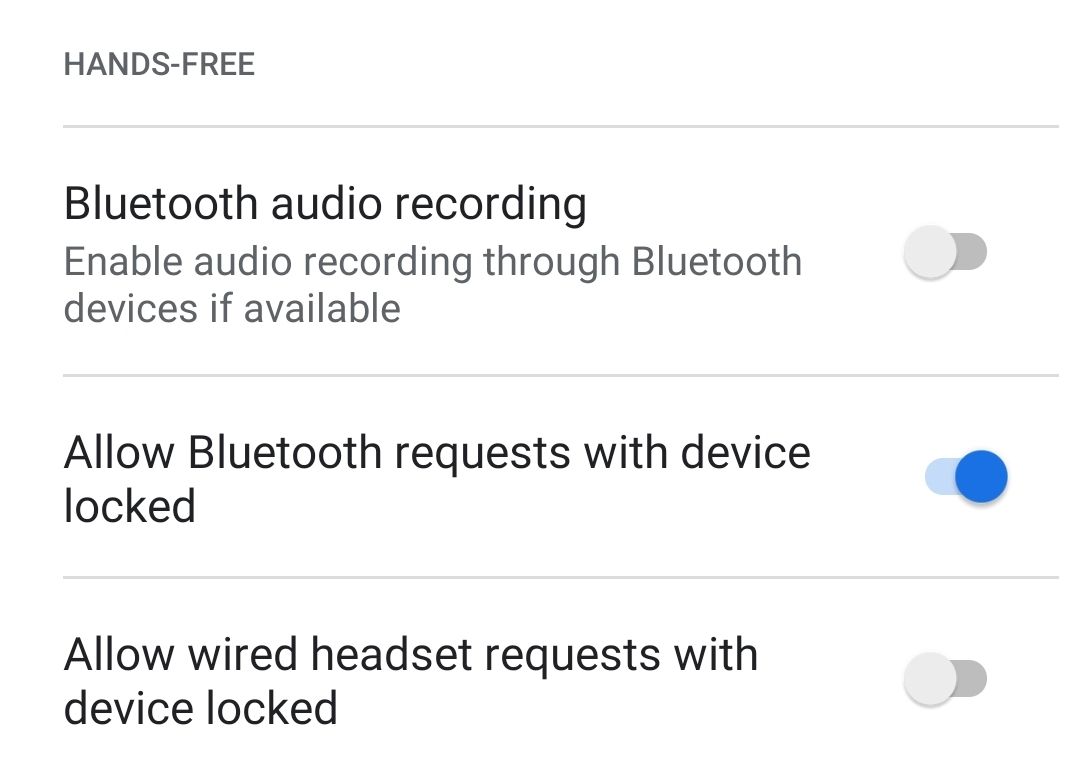 HANDS-FREE
Bluetooth audio recording
Enable audio recording through Bluetooth
devices if available
Allow Bluetooth requests with device
locked
Allow wired headset requests with
device locked